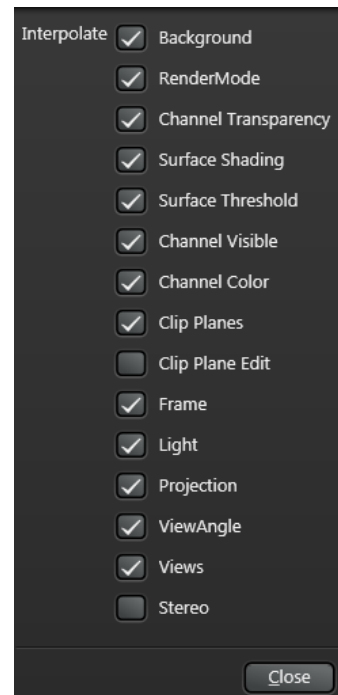 Interpolate Background
RenderMode
Channel Transparency
Surface Shading
Surface Threshold
Channel Visible
Channel Color
Clip Planes
Clip Plane Edit
Frame
Light
Projection
ViewAngle
Views
Stereo
Close